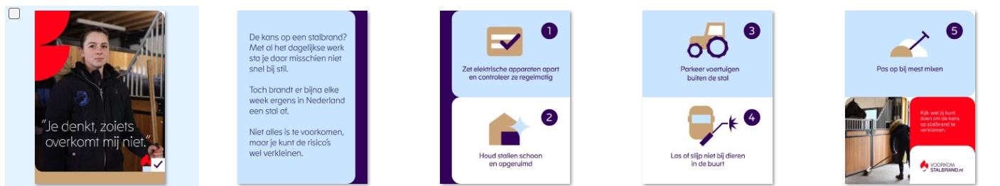 "Je denkt, zoiets
overkomt mij niet."
De kans op een stalbrand?
Met al het dagelijkse werk
sta je daar misschien niet
snel bij stil.
Toch brandt er bijna elke
week ergens in Nederland
een stal af.
Niet alles is te voorkomen,
maar je kunt de risico's
wel verkleinen.
1
Zet elektrische apparaten apart
en controleer ze regelmatig
2
Houd stallen schoon
en opgeruimd
3
Parkeer voertuigen
buiten de stal
4
Las of slijp niet bij dieren
in de buurt
5
Pas op bij mest mixen
Kijk wat jij kunt
doen om de kans
op stalbrand te
verkleinen.
VOORKOM
STALBRAND.nl